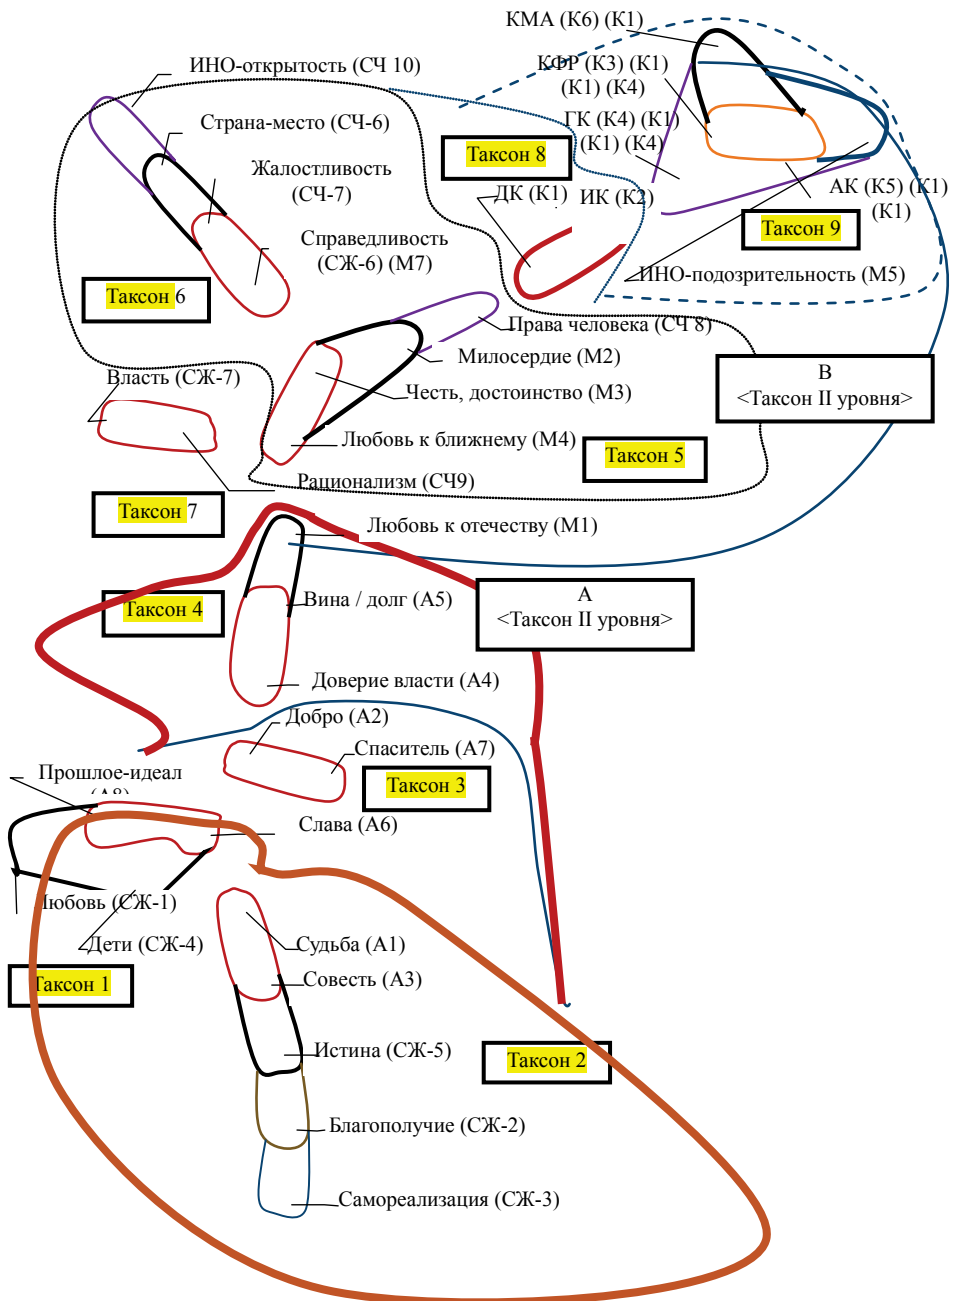 КМА (К6) (К1)
ИНО-открытость (СЧ 10)
КФР (К3) (К1)
(К1) (К4)
Страна-место (СЧ-6)
ГК (К4) (К1)
(К1) (К4)
Таксон 8
Жалостливость
(СЧ-7)
ДК (К1)
ИК (К2)
АК (К5) (К1)
(К1)
Таксон 9
Справедливость
(СЖ-6) (М7)
ИНО-подозрительность (М5)
Таксон 6
Права человека (СЧ 8)
Милосердие (М2)
Власть (СЖ-7)
В
<Таксон II уровня>
Честь, достоинство (М3)
Любовь к ближнему (М4)
Таксон 5
Рационализм (СЧ9)
Таксон 7
Любовь к отечеству (М1)
Таксон 4
Вина / долг (А5)
А
<Таксон II уровня>
Доверие власти (А4)
Добро (А2)
Спаситель (А7)
Прошлое-идеал
(А8)
Таксон 3
Слава (А6)
Любовь (СЖ-1)
Дети (СЖ-4)
Судьба (А1)
Таксон 1
Совесть (А3)
Истина (СЖ-5)
Таксон 2
Благополучие (СЖ-2)
Самореализация (СЖ-3)